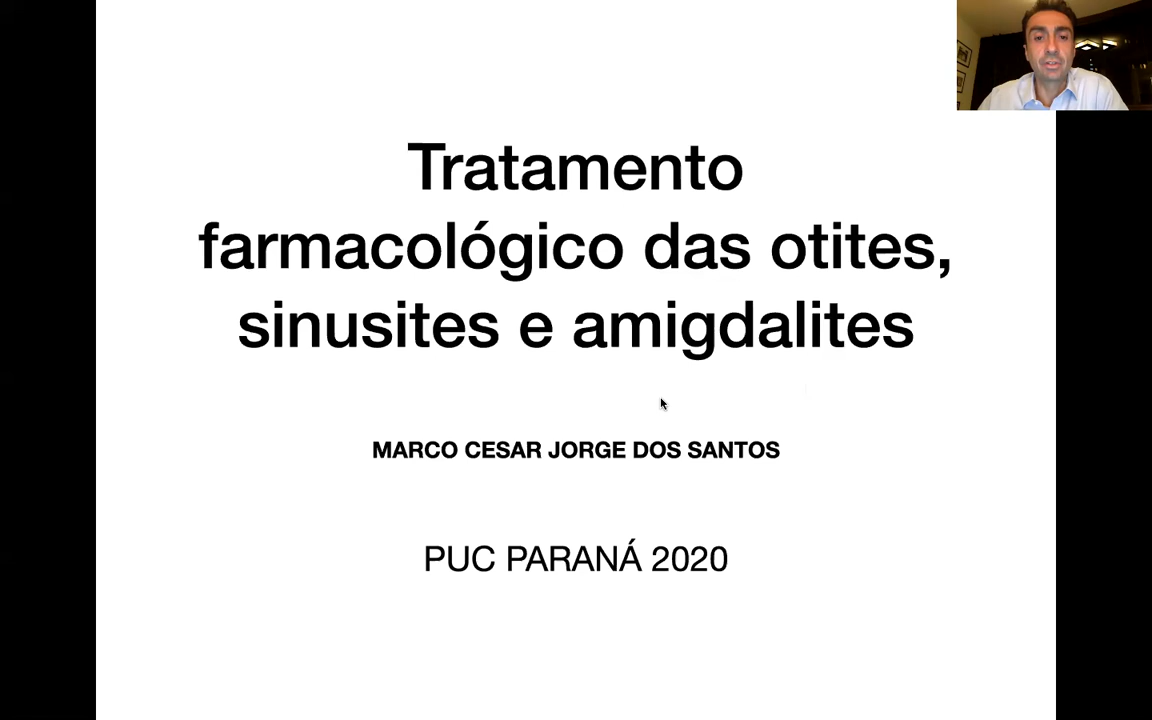 Tratamento
farmacológico das otites,
sinusites e amigdalites
MARCO CESAR JORGE DOS SANTOS
PUC PARANÁ 2020